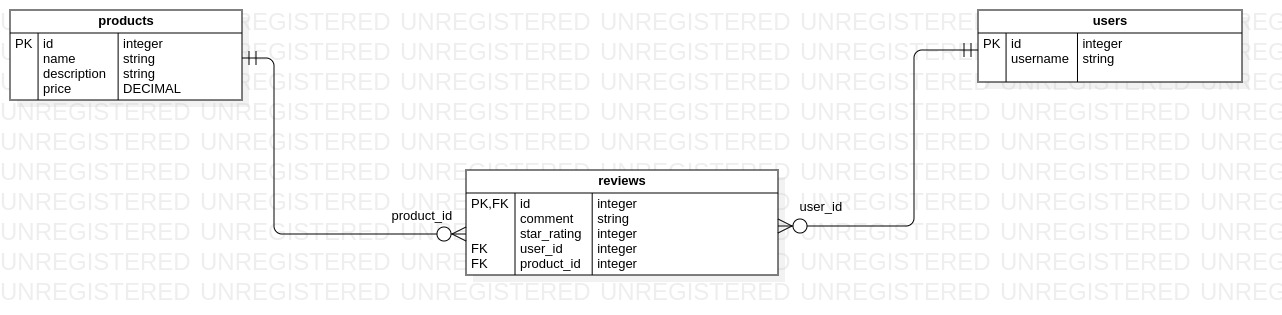 products
PK id integer
name string
description string
price DECIMAL
users
PK id integer
username string
reviews
PK,FK id integer
comment string
star_rating integer
FK user_id integer
FK product_id integer
product_id
user_id
UNREGISTERED UNREGISTERED UNREGISTERED UNREGISTERED UNREGISTERED UNREGISTERED